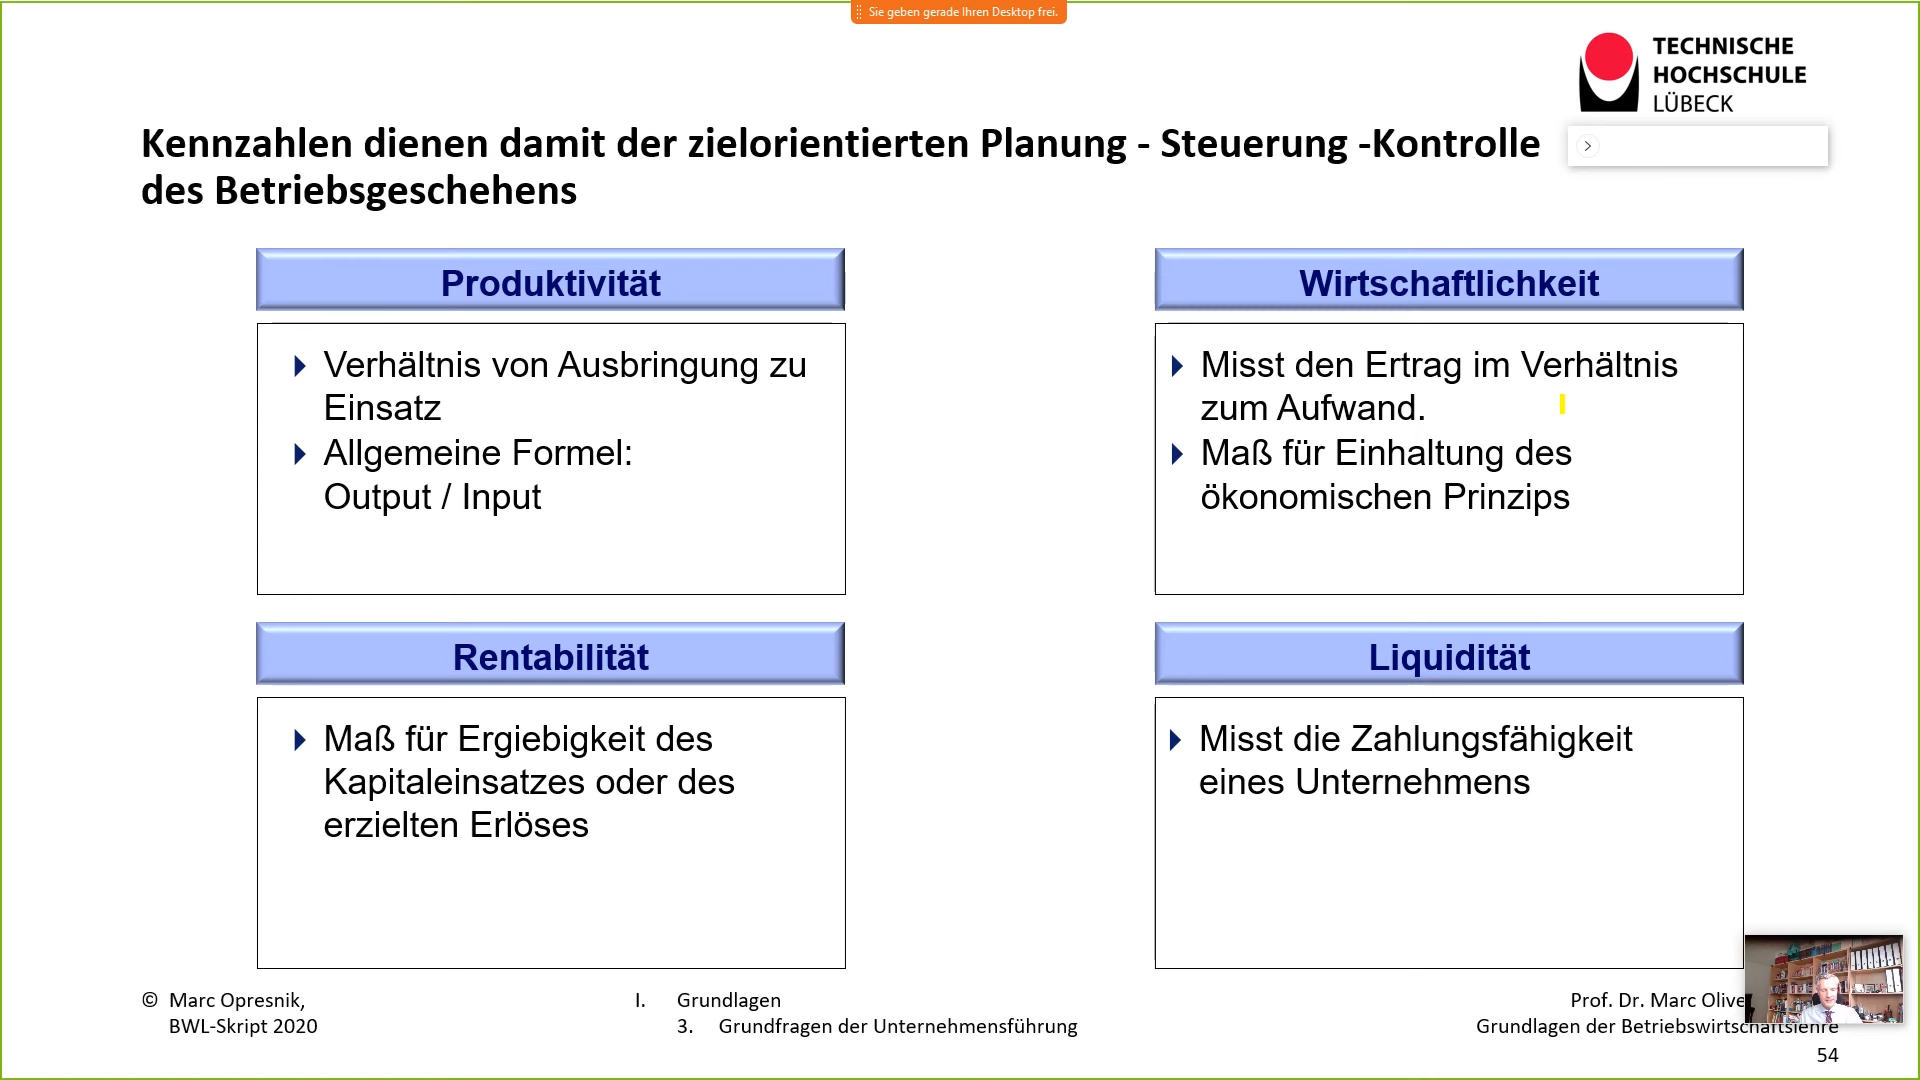 Sie geben gerade Ihren Desktop frei.
TECHNISCHE
HOCHSCHULE
LÜBECK
Kennzahlen dienen damit der zielorientierten Planung - Steuerung -Kontrolle
des Betriebsgeschehens
Produktivität
Verhältnis von Ausbringung zu
Einsatz
Allgemeine Formel:
Output / Input
Wirtschaftlichkeit
Misst den Ertrag im Verhältnis
zum Aufwand.
Maß für Einhaltung des
ökonomischen Prinzips
Rentabilität
Maß für Ergiebigkeit des
Kapitaleinsatzes oder des
erzielten Erlöses
Liquidität
Misst die Zahlungsfähigkeit
eines Unternehmens
© Marc Opresnik,
BWL-Skript 2020
I. Grundlagen
3. Grundfragen der Unternehmensführung
Prof. Dr. Marc
Grundlagen der Betriebswirtschaftslehre
54